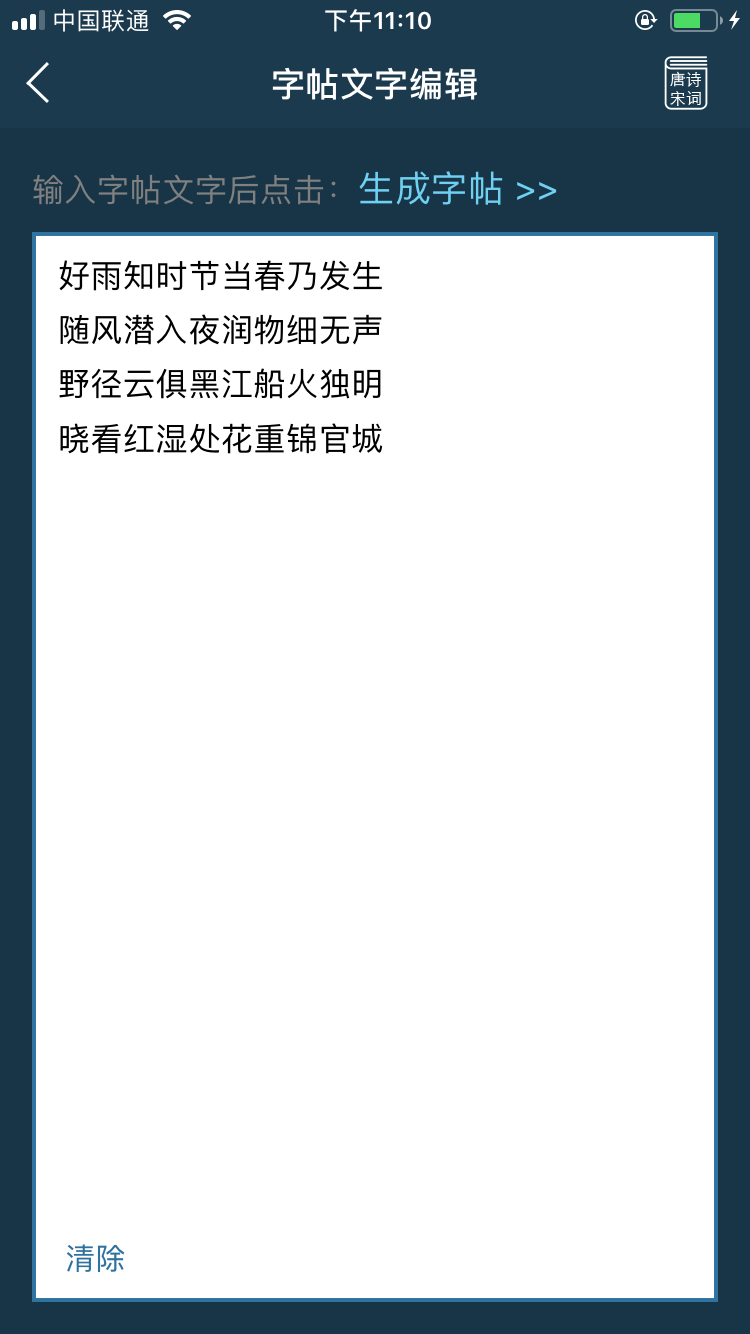 中国联通 下午11:10
字帖文字编辑
唐诗
宋词
输入字帖文字后点击：生成字帖 >>
好雨知时节当春乃发生
随风潜入夜润物细无声
野径云俱黑江船火独明
晓看红湿处花重锦官城
清除